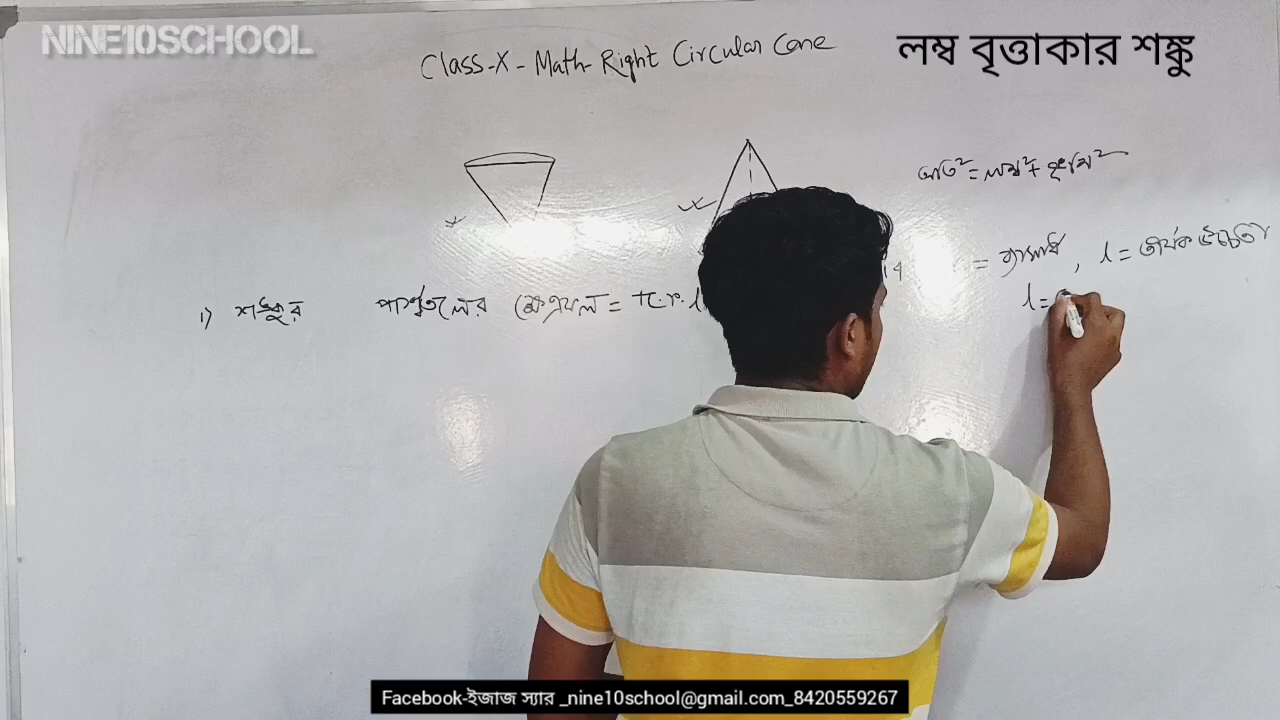 NINE10SCHOOL
Class-X-Math-Right Circular Cone
লম্ব বৃত্তাকার শঙ্কু
অতি² = লম্ব² + ভূমি²
= ব্যাসার্ধ, l = তীর্যক উচ্চতা
1) শঙ্কুর পার্শ্বতলের ক্ষেত্রফল = π.r.l
l =
Facebook-ইজাজ স্যার _nine10school@gmail.com_8420559267